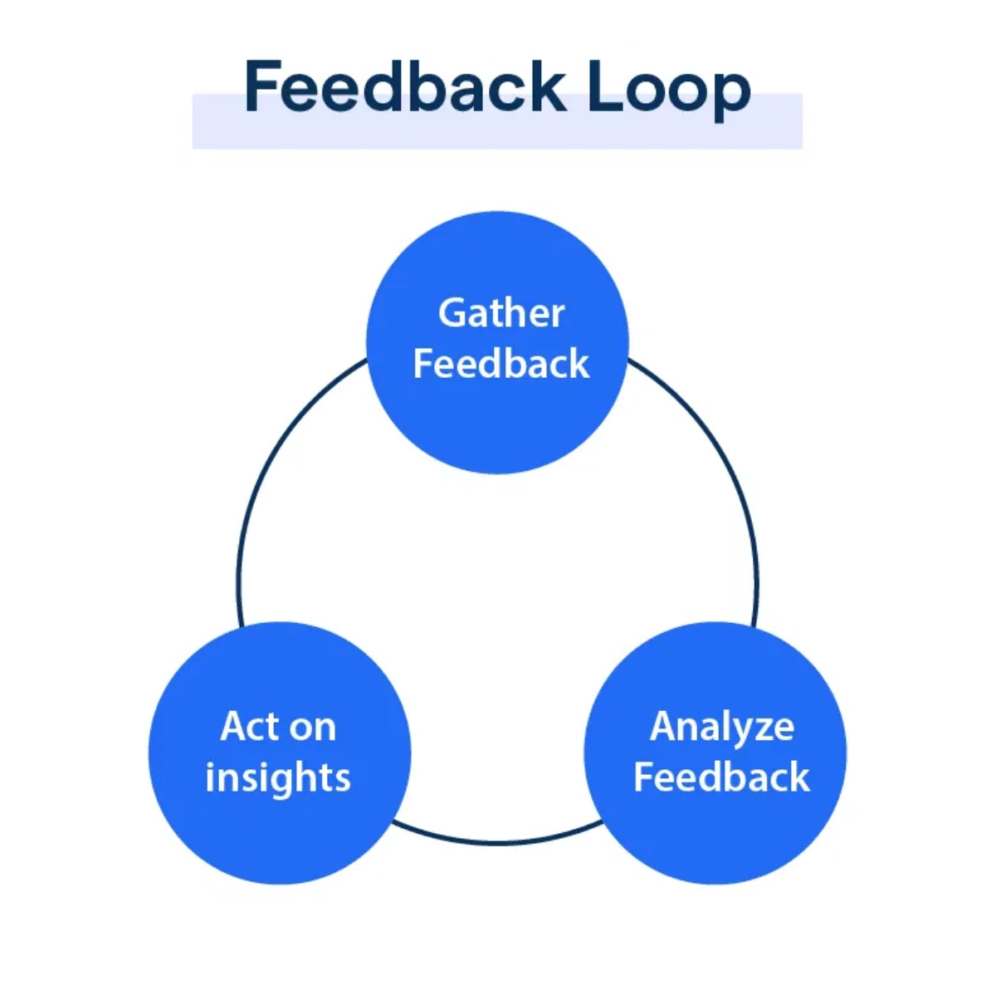 Feedback Loop
Gather
Feedback
Act on
insights
Analyze
Feedback